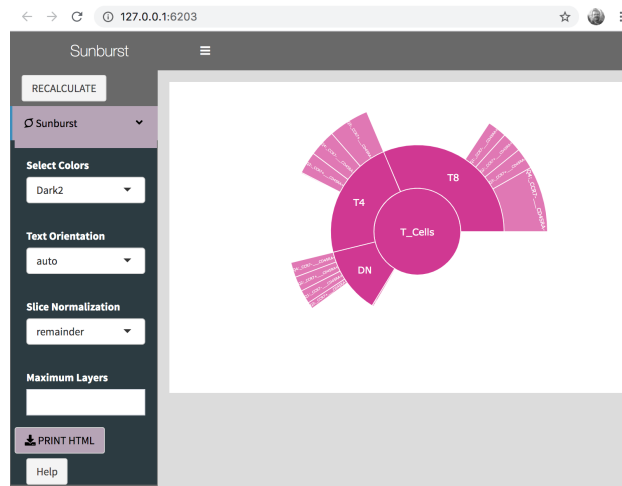 127.0.0.1:6203
Sunburst
RECALCULATE
Sunburst
Select Colors
Dark2
Text Orientation
auto
Slice Normalization
remainder
Maximum Layers
PRINT HTML
Help
T8
T4
T_Cells
DN